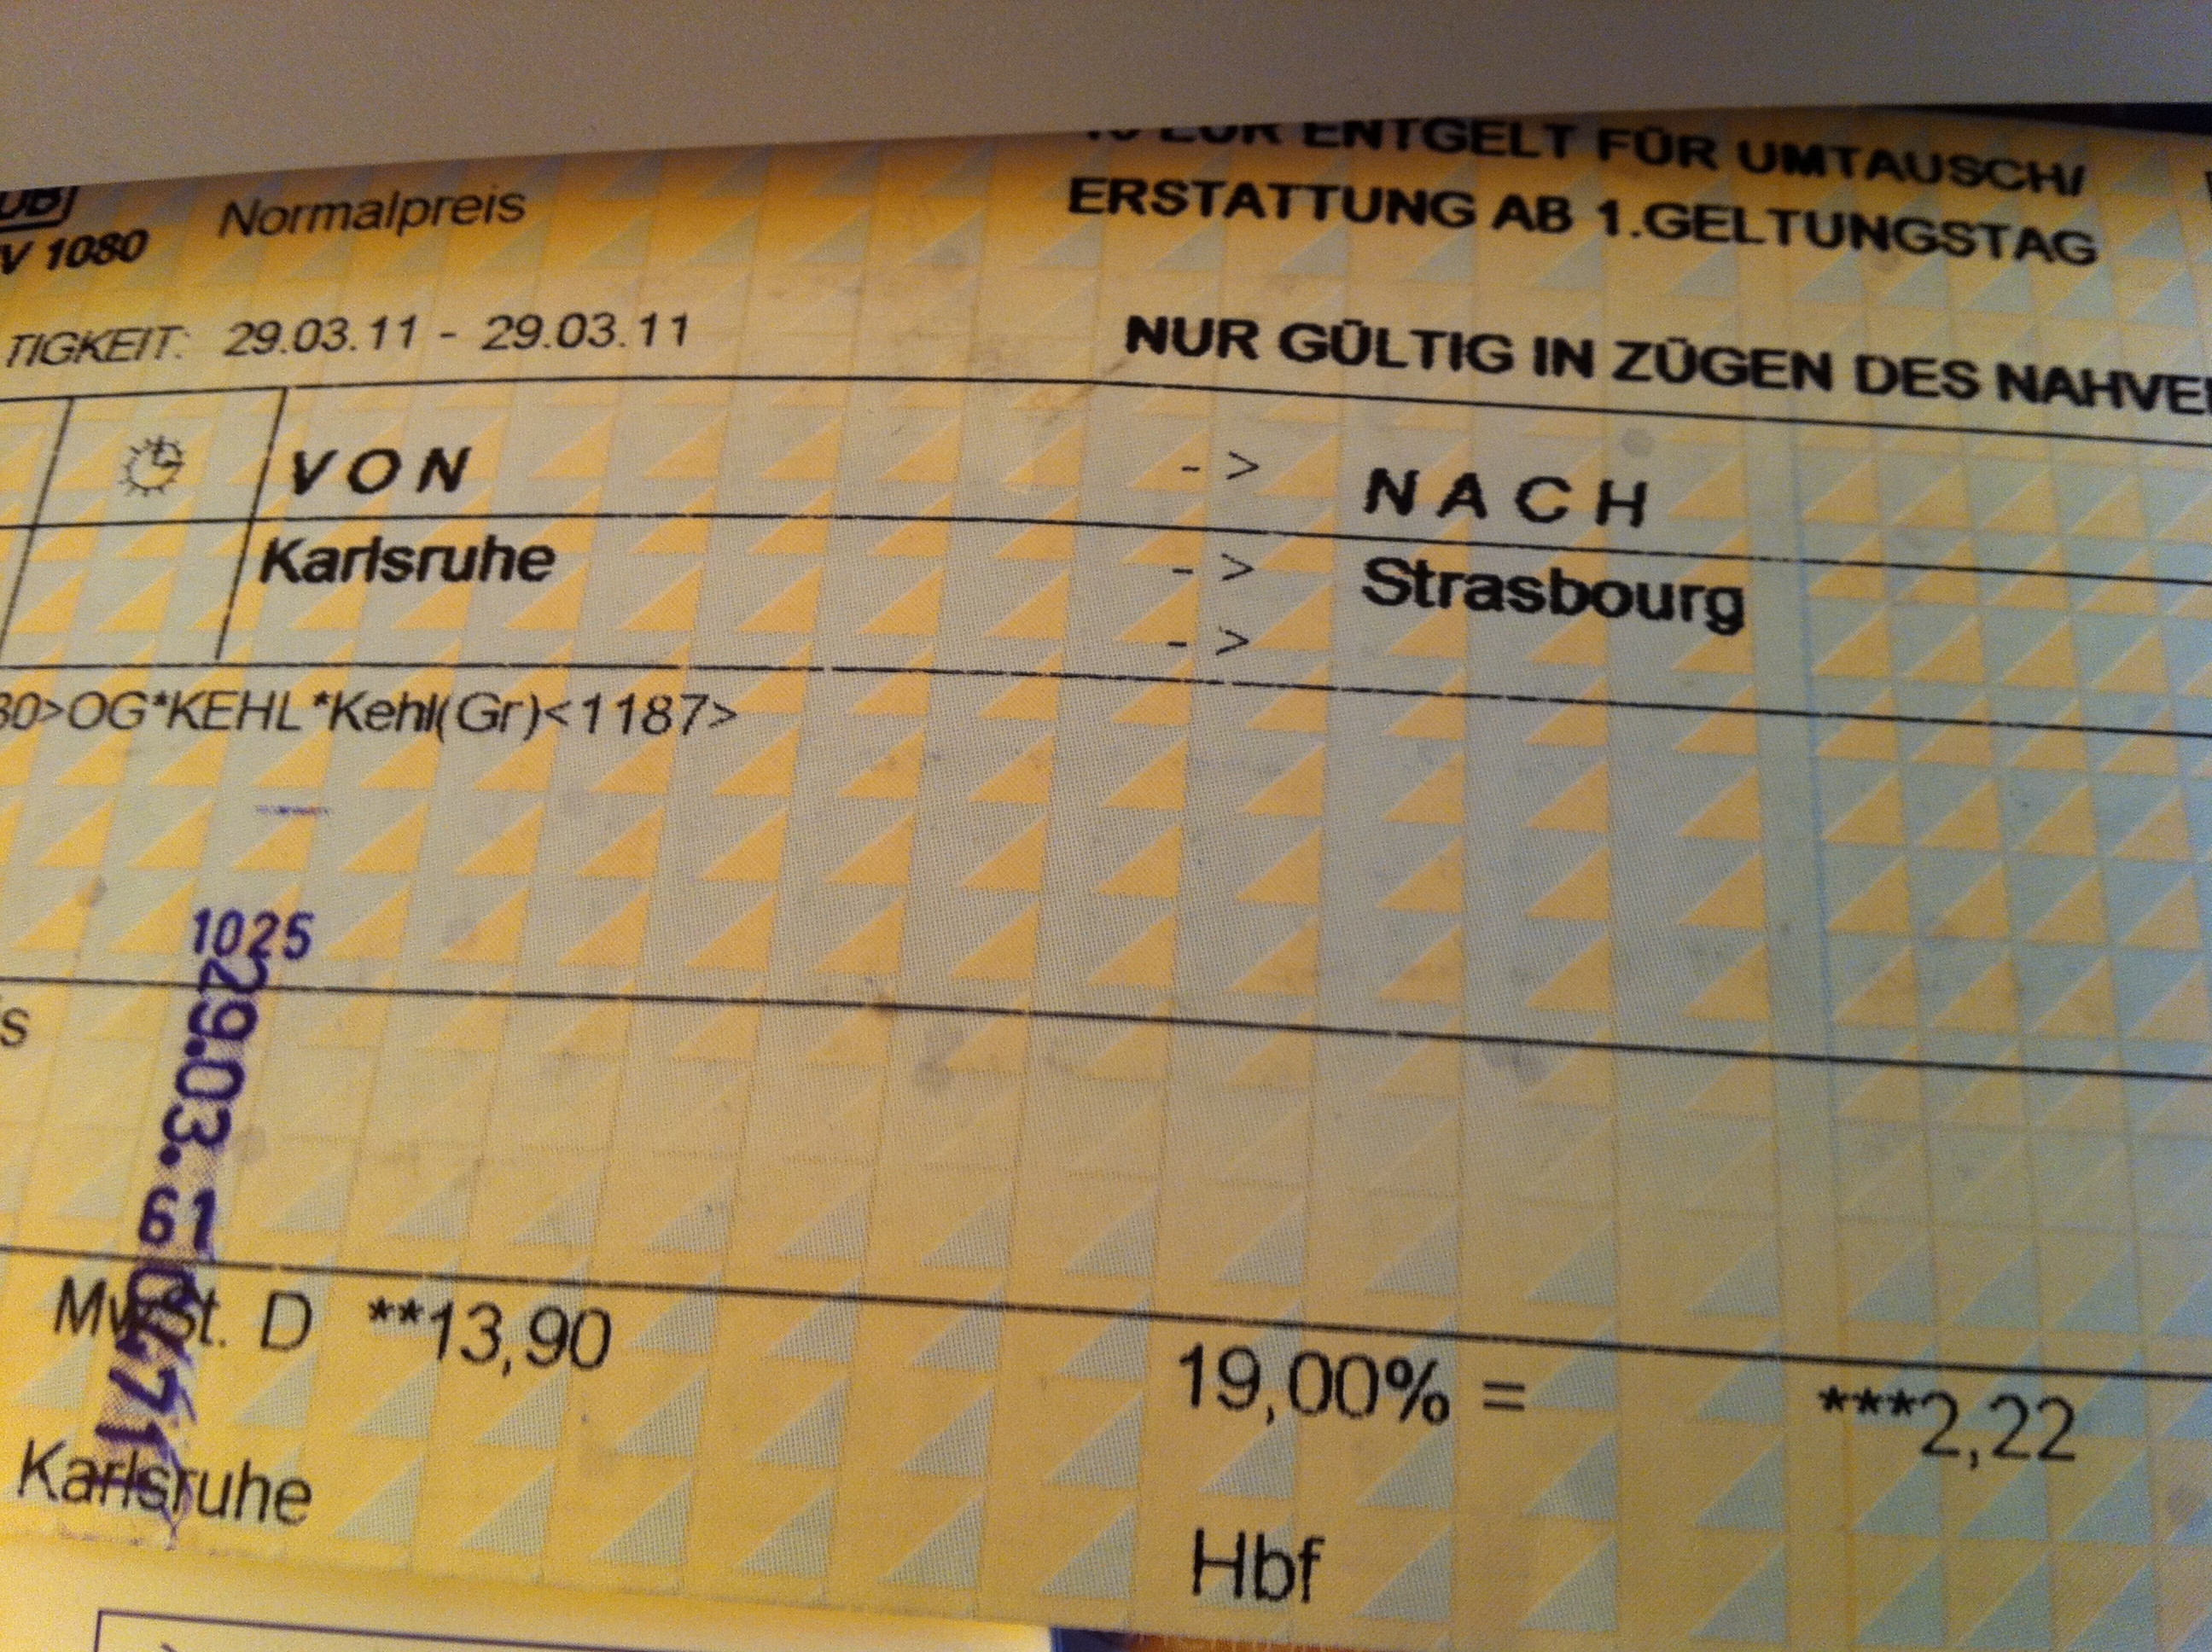 EUR ENTGELT FÜR UMTAUSCH/
ERSTATTUNG AB 1.GELTUNGSTAG
DB
V 1080
Normalpreis
TIGKEIT: 29.03.11 - 29.03.11
NUR GÜLTIG IN ZÜGEN DES NAHVE
VON -> NACH
Karlsruhe -> Strasbourg
->
30>OG*KEHL*Kehl(Gr)<1187>
1025
29.03.
61
s
MwSt. D **13,90 19,00% = ***2,22
Karlsruhe Hbf